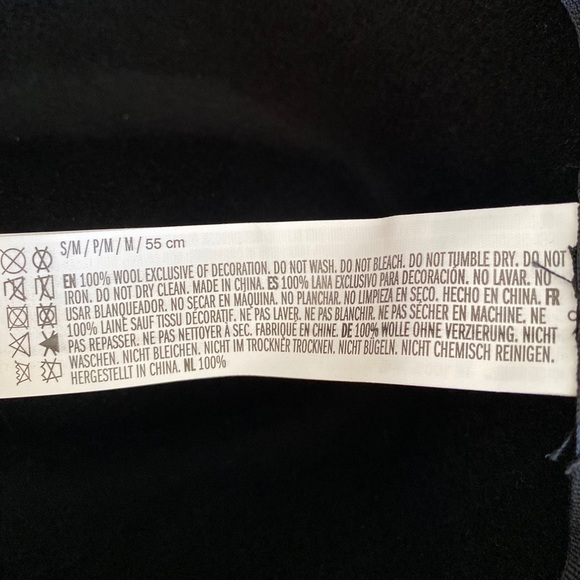 S/M / P/M / M / 55 cm
EN 100% WOOL EXCLUSIVE OF DECORATION. DO NOT WASH. DO NOT BLEACH. DO NOT TUMBLE DRY. DO NOT
IRON. DO NOT DRY CLEAN. MADE IN CHINA. ES 100% LANA EXCLUSIVO PARA DECORACIÓN. NO LAVAR. NO
USAR BLANQUEADOR. NO SECAR EN MÁQUINA. NO PLANCHAR. NO LIMPIEZA EN SECO. HECHO EN CHINA. FR
100% LAINE SAUF TISSU DÉCORATIF. NE PAS LAVER. NE PAS BLANCHIR. NE PAS SÉCHER EN MACHINE. NE
PAS REPASSER. NE PAS NETTOYER À SEC. FABRIQUÉ EN CHINE. DE 100% WOLLE OHNE VERZIERUNG. NICHT
WASCHEN. NICHT BLEICHEN. NICHT IM TROCKNER TROCKNEN. NICHT BÜGELN. NICHT CHEMISCH REINIGEN.
HERGESTELLT IN CHINA. NL 100%